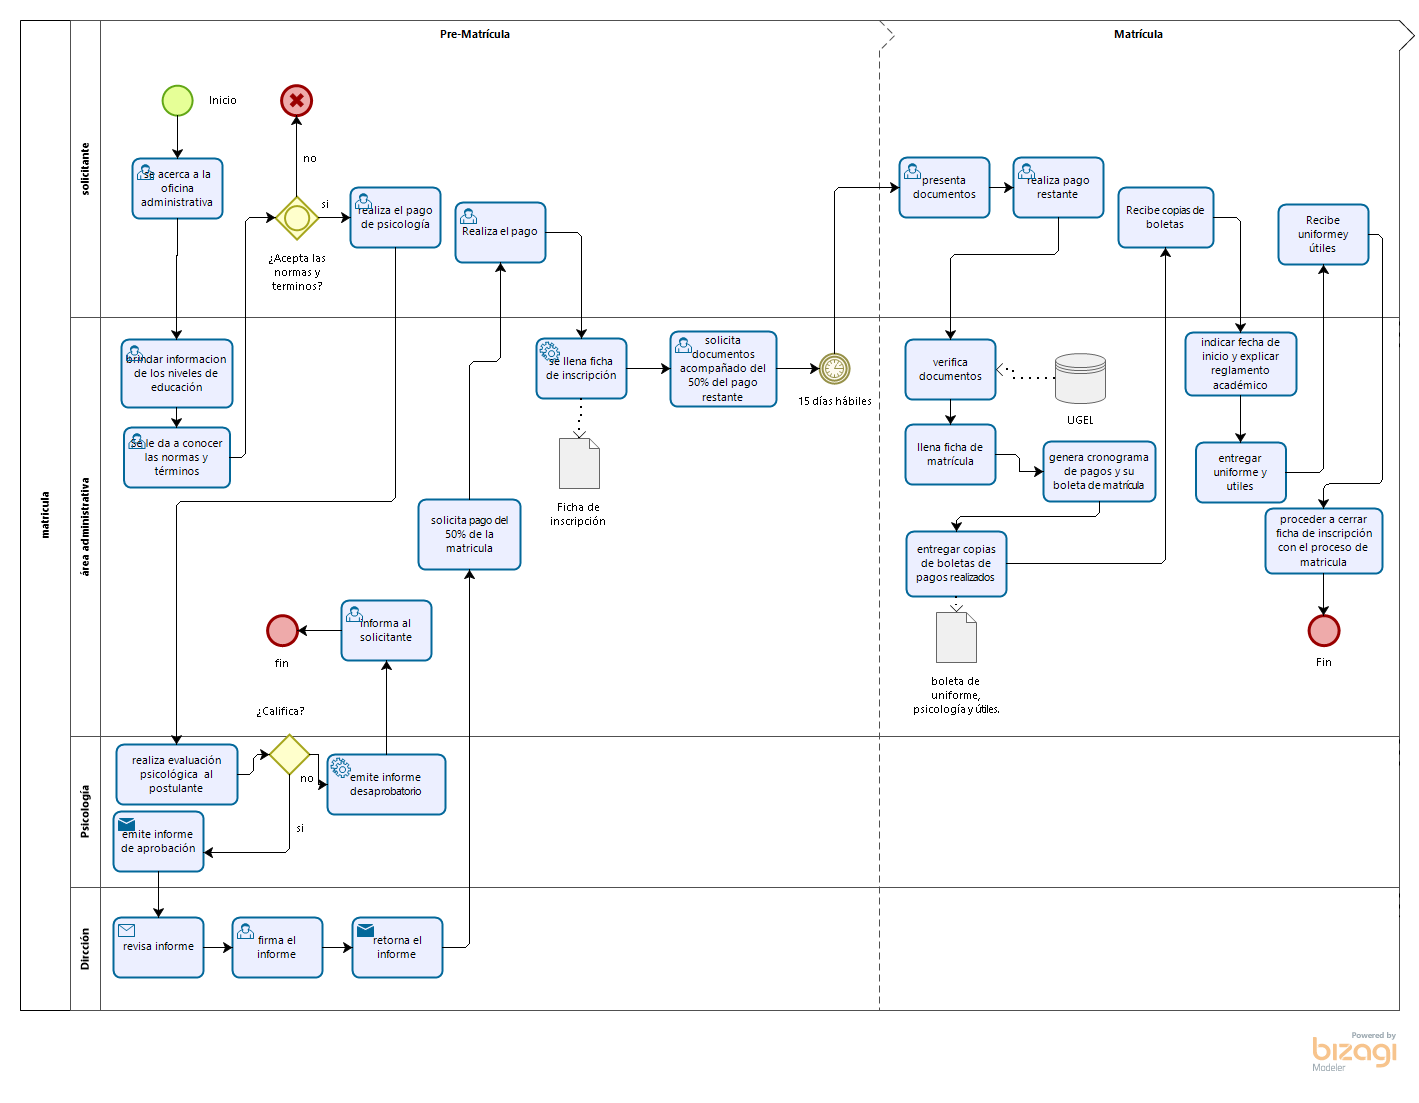 Pre-Matrícula
Matrícula
matricula
solicitante
Inicio
no
se acerca a la
oficina
administrativa
si
¿Acepta las
normas y
terminos?
realiza el pago
de psicología
Realiza el pago
presenta
documentos
realiza pago
restante
Recibe copias de
boletas
Recibe
uniformey
útiles
área administrativa
brindar informacion
de los niveles de
educación
se le da a conocer
las normas y
términos
se llena ficha
de inscripción
Ficha de
inscripción
solicita
documentos
acompañado del
50% del pago
restante
15 días hábiles
solicita pago del
50% de la
matricula
informa al
solicitante
fin
verifica
documentos
UGEL
llena ficha de
matrícula
genera cronograma
de pagos y su
boleta de matrícula
entregar copias
de boletas de
pagos realizados
boleta de
uniforme,
psicología y útiles.
indicar fecha de
inicio y explicar
reglamento
académico
entregar
uniforme y
utiles
proceder a cerrar
ficha de inscripción
con el proceso de
matricula
Fin
Psicología
¿Califica?
realiza evaluación
psicológica al
postulante
no
si
emite informe
desaprobatorio
emite informe
de aprobación
Dircción
revisa informe
firma el
informe
retorna el
informe
Powered by
bizagi
Modeler